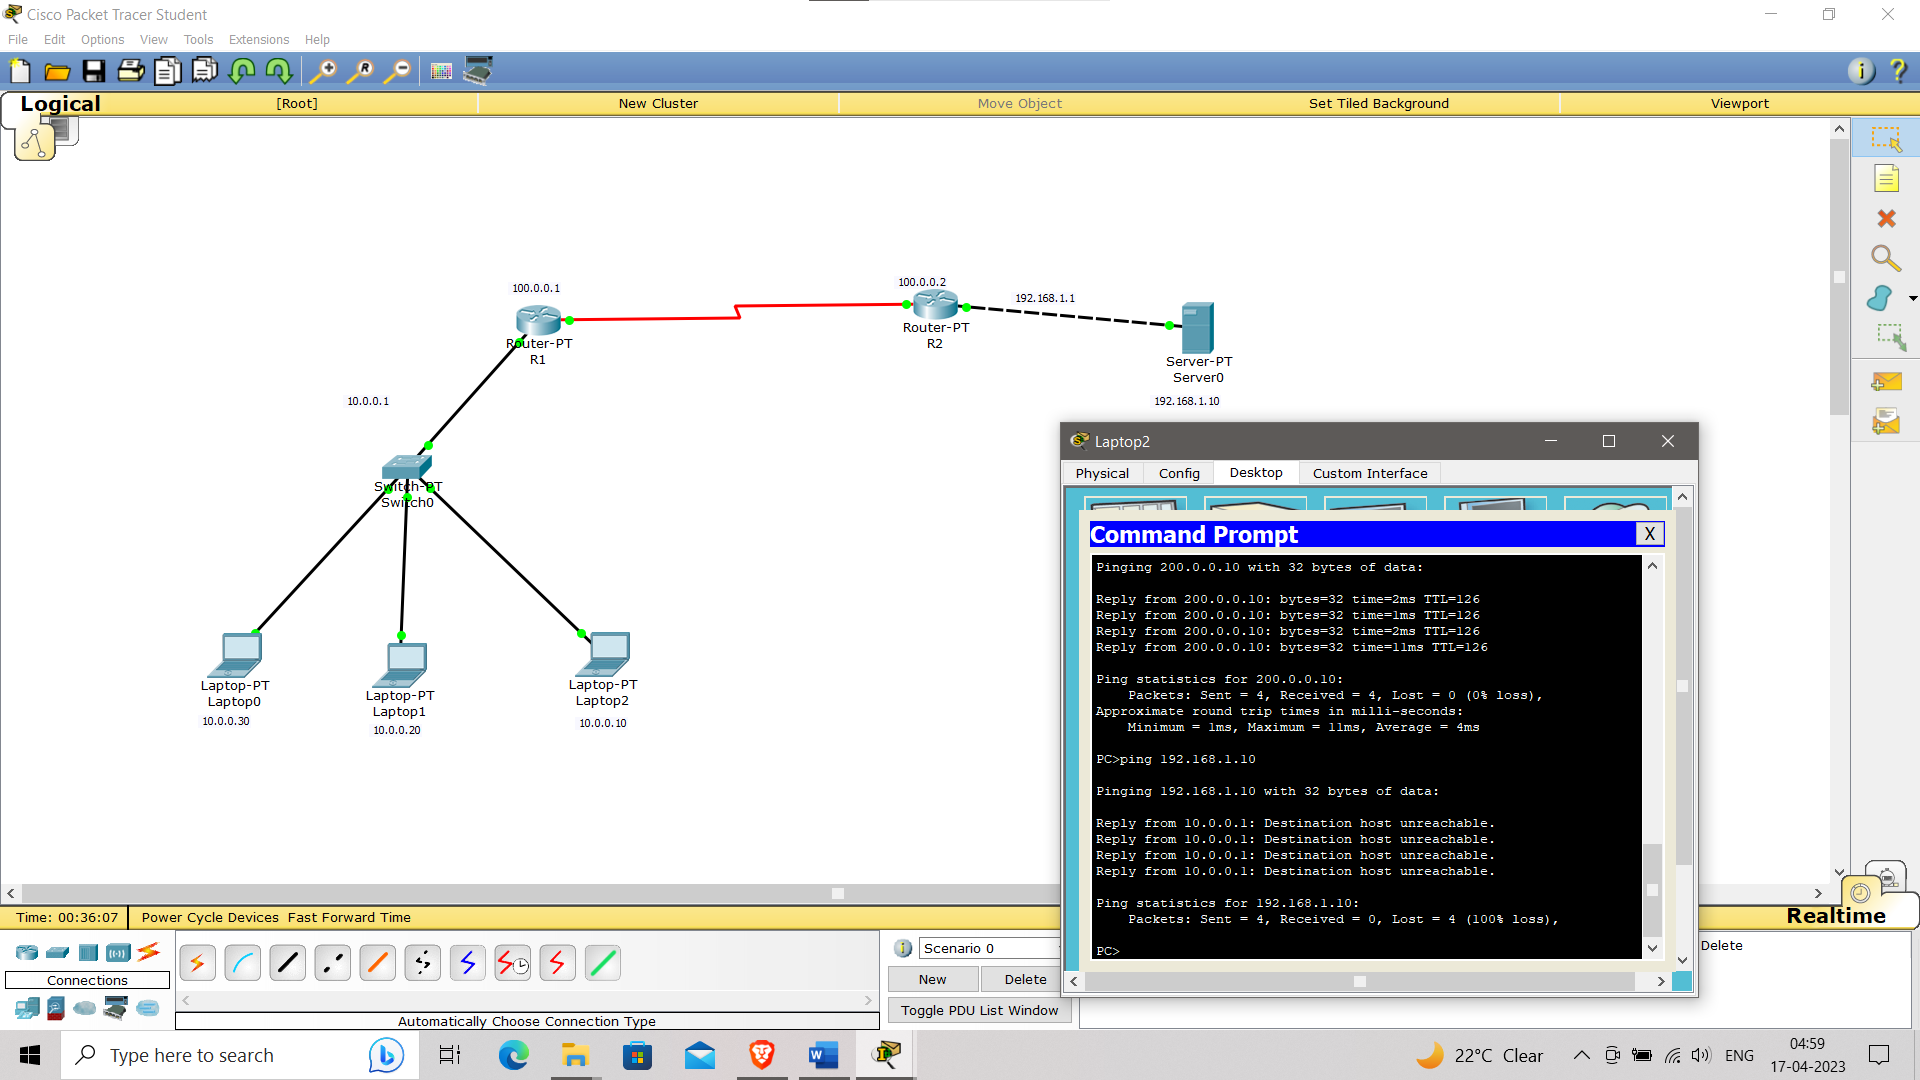 Cisco Packet Tracer Student
File Edit Options View Tools Extensions Help
Logical [Root] New Cluster Move Object Set Tiled Background Viewport
100.0.0.1
Router-PT
R1
100.0.0.2
Router-PT
R2
192.168.1.1
Server-PT
Server0
192.168.1.10
10.0.0.1
Switch-PT
Switch0
Laptop-PT
Laptop0
10.0.0.30
Laptop-PT
Laptop1
10.0.0.20
Laptop-PT
Laptop2
10.0.0.10
Laptop2
Physical Config Desktop Custom Interface
Command Prompt X
Pinging 200.0.0.10 with 32 bytes of data:
Reply from 200.0.0.10: bytes=32 time=2ms TTL=126
Reply from 200.0.0.10: bytes=32 time=1ms TTL=126
Reply from 200.0.0.10: bytes=32 time=2ms TTL=126
Reply from 200.0.0.10: bytes=32 time=11ms TTL=126
Ping statistics for 200.0.0.10:
Packets: Sent = 4, Received = 4, Lost = 0 (0% loss),
Approximate round trip times in milli-seconds:
Minimum = 1ms, Maximum = 11ms, Average = 4ms
PC>ping 192.168.1.10
Pinging 192.168.1.10 with 32 bytes of data:
Reply from 10.0.0.1: Destination host unreachable.
Reply from 10.0.0.1: Destination host unreachable.
Reply from 10.0.0.1: Destination host unreachable.
Reply from 10.0.0.1: Destination host unreachable.
Ping statistics for 192.168.1.10:
Packets: Sent = 4, Received = 0, Lost = 4 (100% loss),
PC>
Time: 00:36:07 Power Cycle Devices Fast Forward Time
Realtime
Connections
Automatically Choose Connection Type
Scenario 0
New Delete
Toggle PDU List Window
Delete
Type here to search
22°C Clear
ENG
04:59
17-04-2023